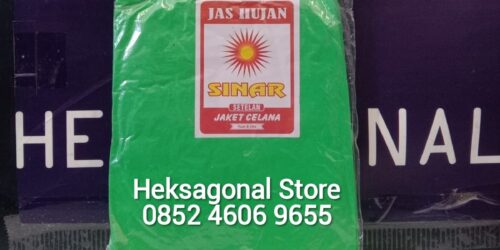 JAS HUJAN
SINAR
SETELAN
JAKET CELANA
HE NAL
Heksagonal Store
0852 4606 9655